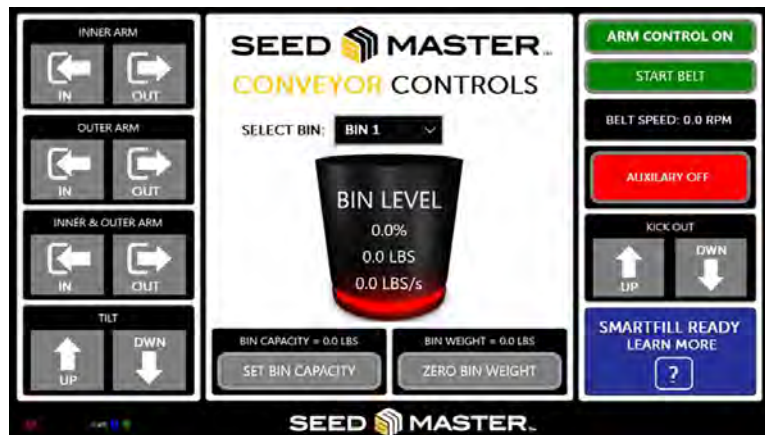 INNER ARM
IN OUT
OUTER ARM
IN OUT
INNER & OUTER ARM
IN OUT
TILT
UP DWN
SEED MASTER
CONVEYOR CONTROLS
SELECT BIN: BIN 1
BIN LEVEL
0.0%
0.0 LBS
0.0 LBS/s
BIN CAPACITY = 0.0 LBS
SET BIN CAPACITY
BIN WEIGHT = 0.0 LBS
ZERO BIN WEIGHT
ARM CONTROL ON
START BELT
BELT SPEED: 0.0 RPM
AUXILARY OFF
KICK OUT
UP DWN
SMARTFILL READY
LEARN MORE
?
SEED MASTER